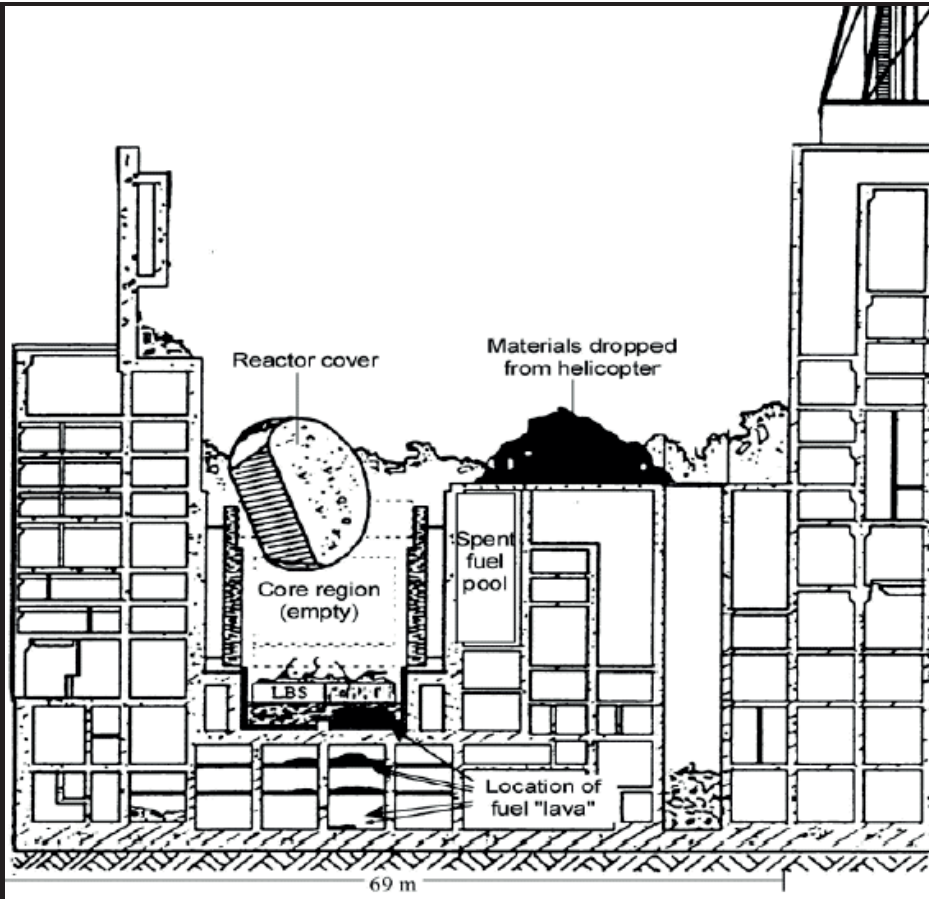 Reactor cover
Materials dropped
from helicopter
Spent
fuel
pool
Core region
(empty)
LBS
Location of
fuel "lava"
69 m